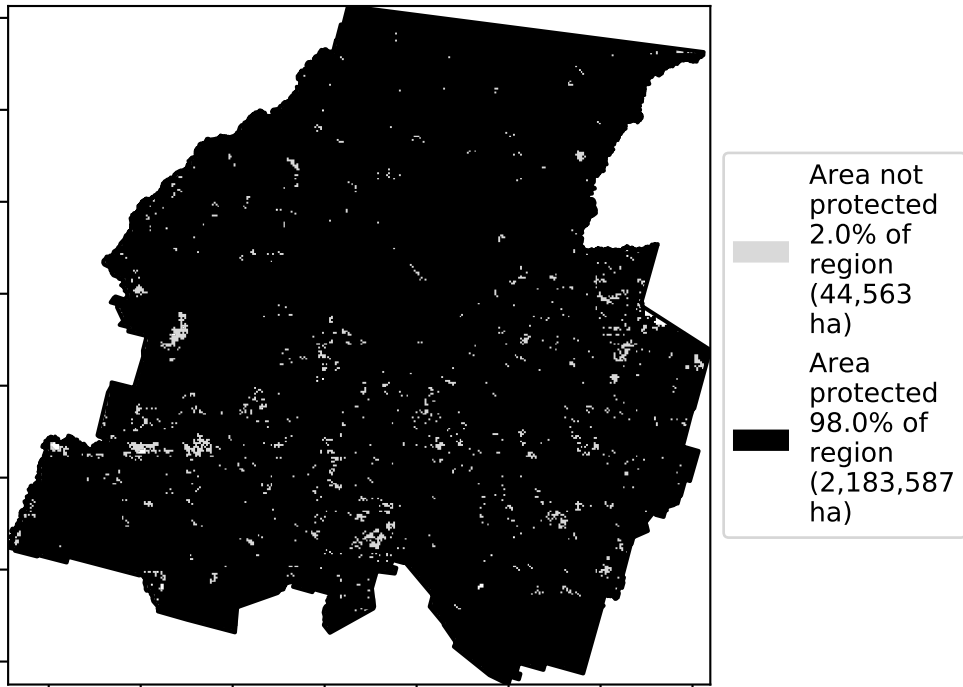 Area not
protected
2.0% of
region
(44,563
ha)
Area
protected
98.0% of
region
(2,183,587
ha)